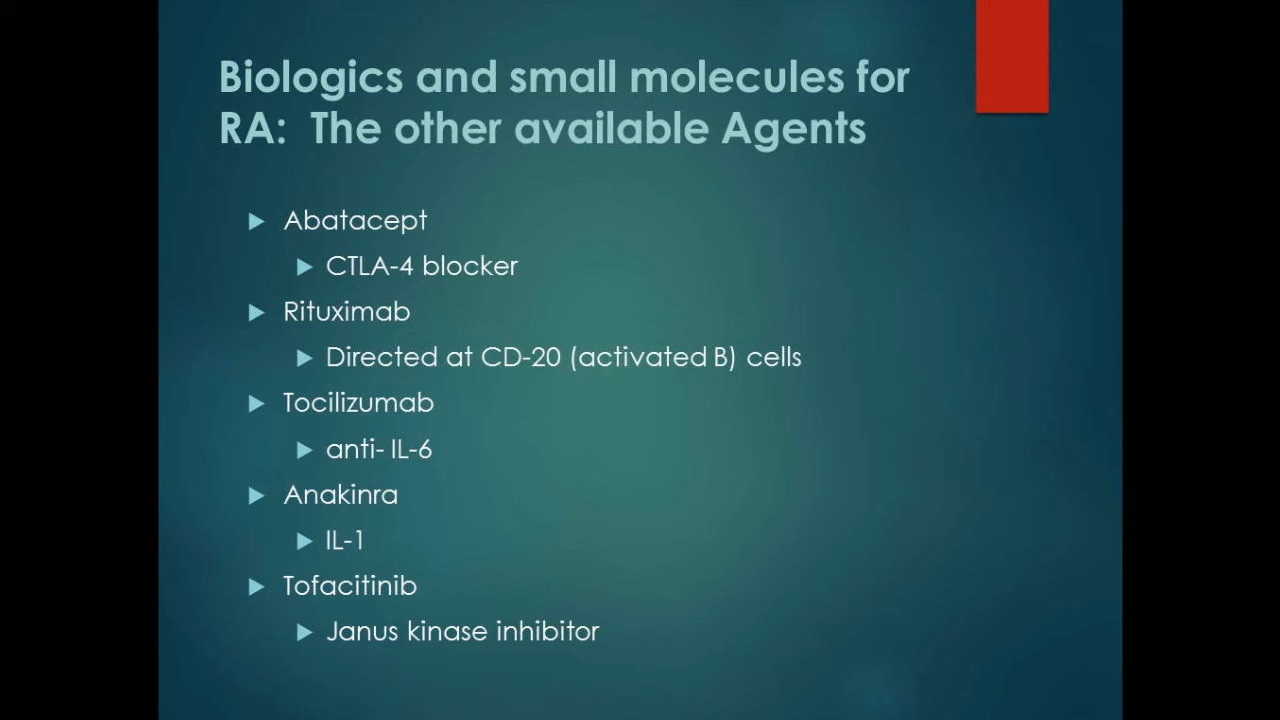 Biologics and small molecules for
RA: The other available Agents
Abatacept
CTLA-4 blocker
Rituximab
Directed at CD-20 (activated B) cells
Tocilizumab
anti- IL-6
Anakinra
IL-1
Tofacitinib
Janus kinase inhibitor